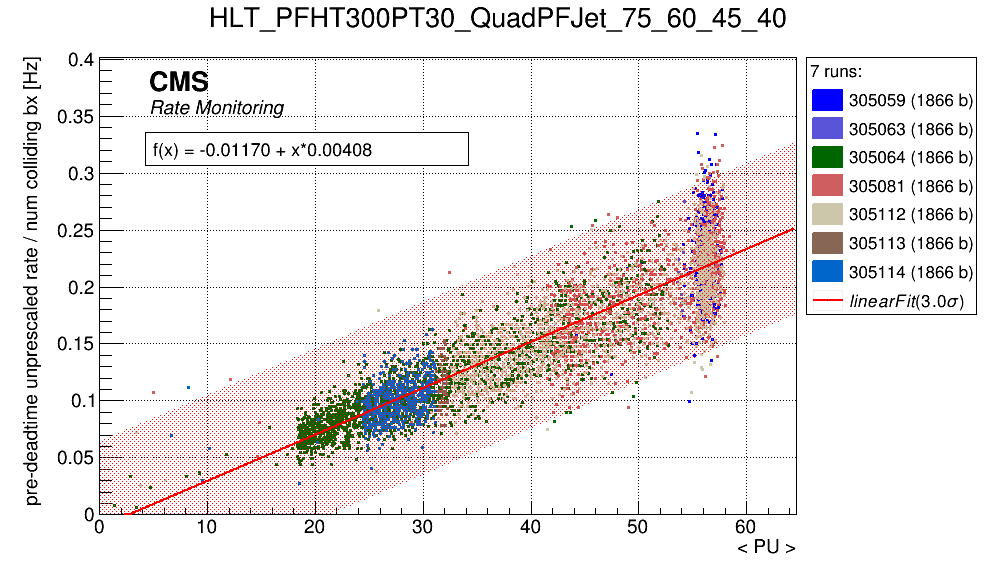 HLT_PFHT300PT30_QuadPFJet_75_60_45_40
pre-deadtime unprescaled rate / num colliding bx [Hz]
CMS
Rate Monitoring
f(x) = -0.01170 + x*0.00408
0.4
0.35
0.3
0.25
0.2
0.15
0.1
0.05
0
0 10 20 30 40 50 60
< PU >
7 runs:
305059 (1866 b)
305063 (1866 b)
305064 (1866 b)
305081 (1866 b)
305112 (1866 b)
305113 (1866 b)
305114 (1866 b)
linearFit(3.0σ)